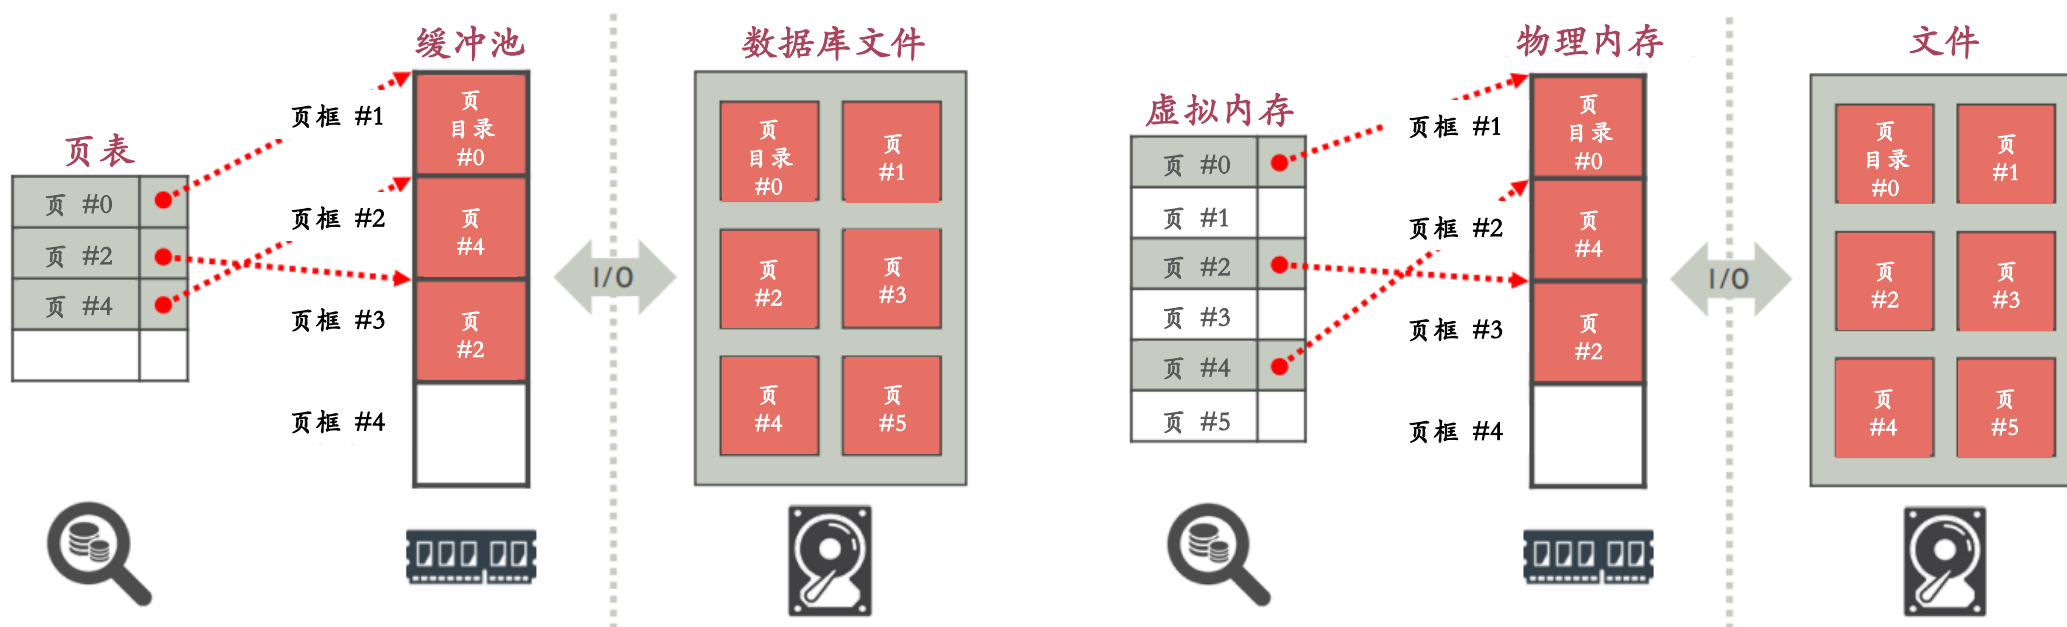 缓冲池
数据库文件
页表
页 #0
页 #2
页 #4
页框 #1
页框 #2
页框 #3
页框 #4
页
目录
#0
页
#4
页
#2
I/O
页
目录
#0
页
#1
页
#2
页
#3
页
#4
页
#5
物理内存
文件
虚拟内存
页 #0
页 #1
页 #2
页 #3
页 #4
页 #5
页框 #1
页框 #2
页框 #3
页框 #4
页
目录
#0
页
#4
页
#2
I/O
页
目录
#0
页
#1
页
#2
页
#3
页
#4
页
#5